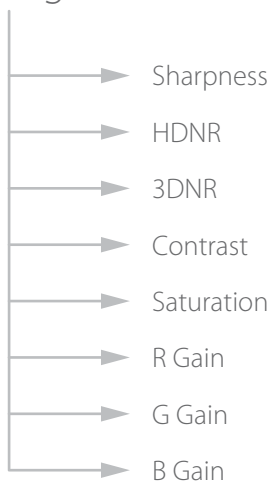 Sharpness
HDNR
3DNR
Contrast
Saturation
R Gain
G Gain
B Gain